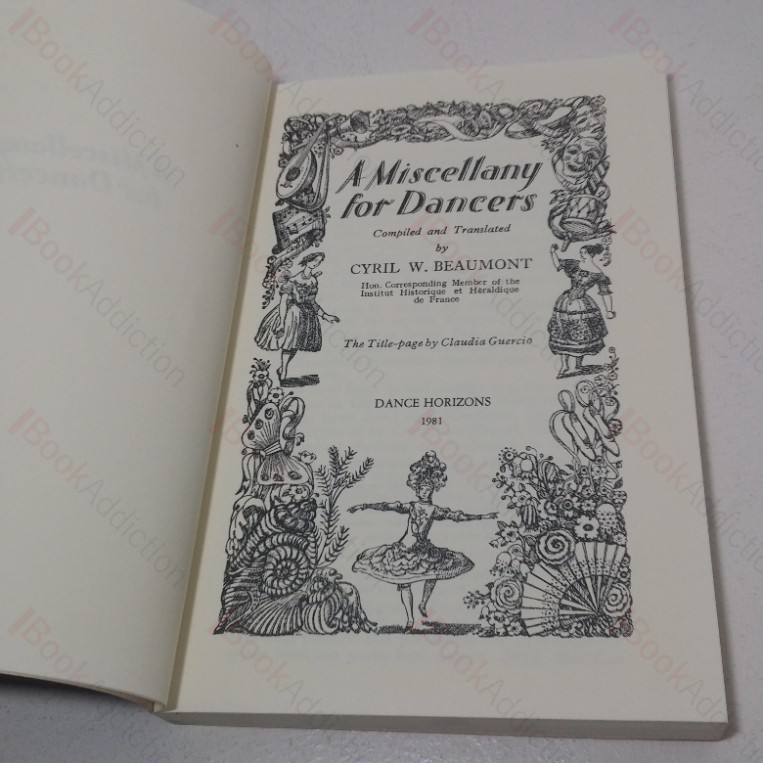 A Miscellany
for Dancers
Compiled and Translated
by
CYRIL W. BEAUMONT
Hon. Corresponding Member of the
Institut Historique et Héraldique
de France
The Title-page by Claudia Guercio
DANCE HORIZONS
1981
BookAddiction